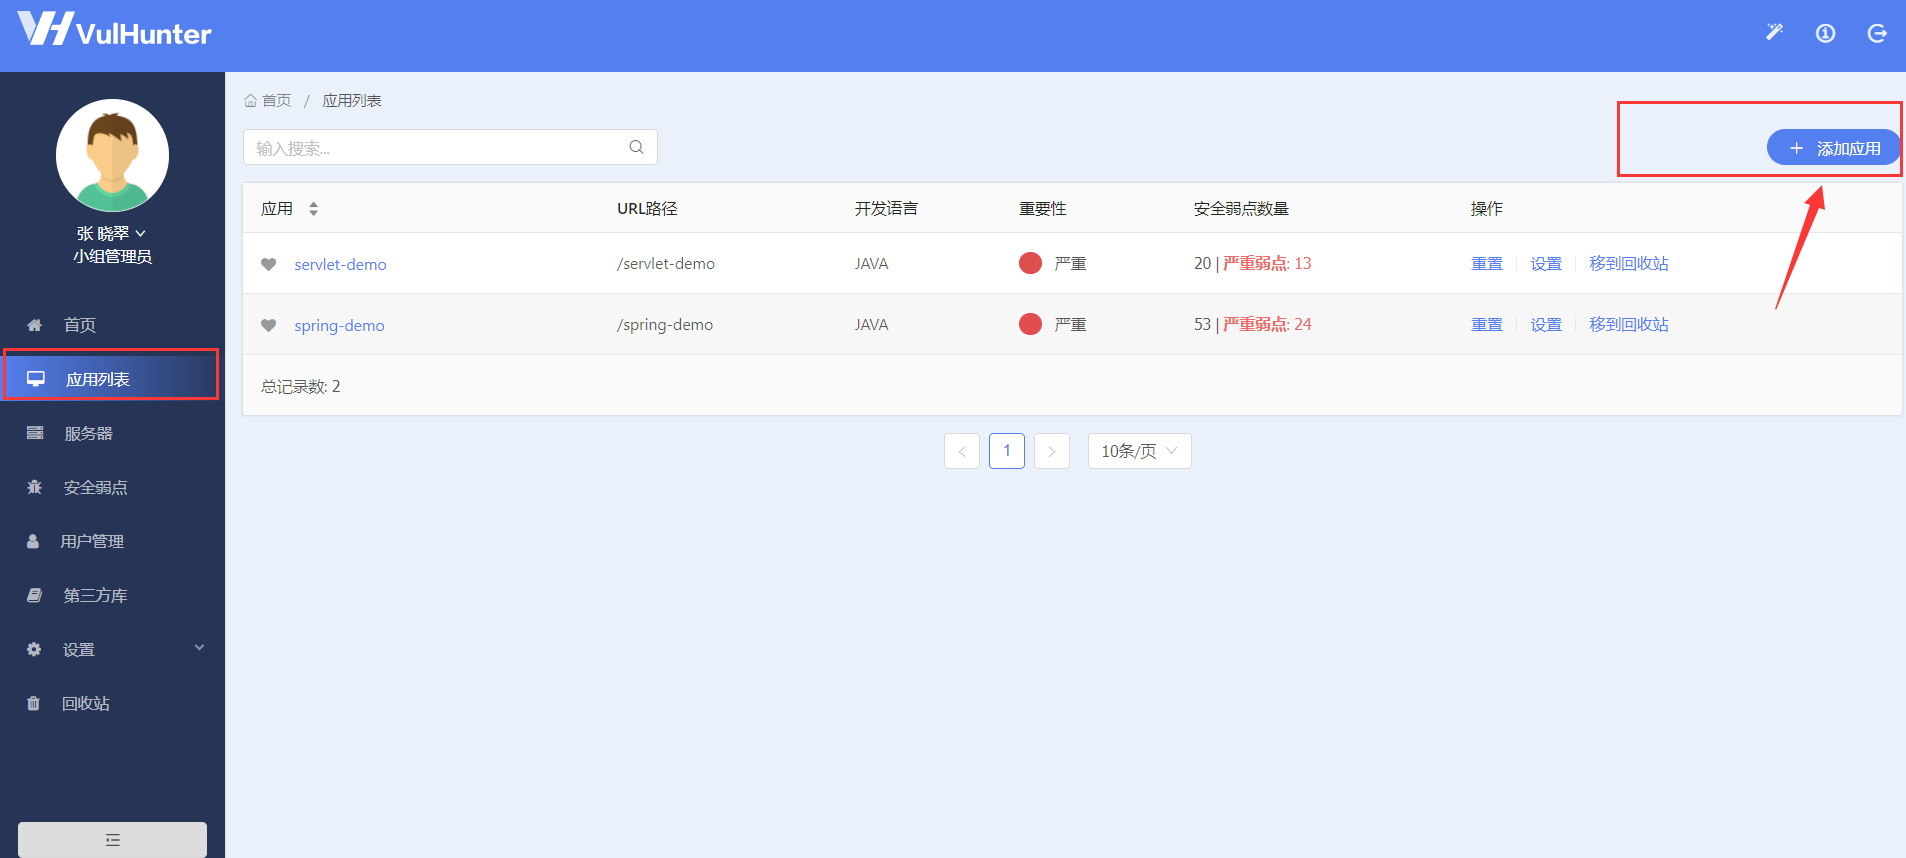 VH VulHunter
张 晓翠
小组管理员
首页
应用列表
服务器
安全弱点
用户管理
第三方库
设置
回收站
首页 / 应用列表
输入搜索...
+ 添加应用
应用 URL路径 开发语言 重要性 安全弱点数量 操作
servlet-demo /servlet-demo JAVA 严重 20 | 严重弱点: 13 重置 设置 移到回收站
spring-demo /spring-demo JAVA 严重 53 | 严重弱点: 24 重置 设置 移到回收站
总记录数: 2
< 1 > 10条/页